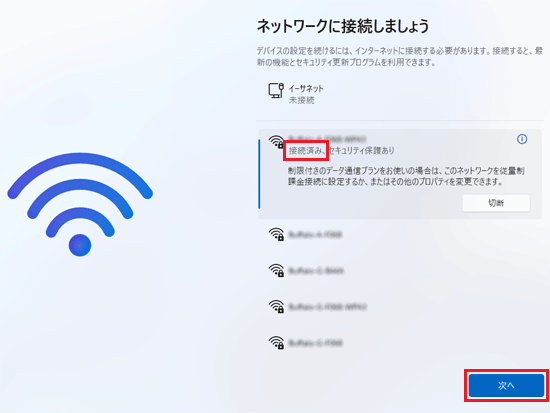 ネットワークに接続しましょう
デバイスの設定を続けるには、インターネットに接続する必要があります。接続すると、最
新の機能とセキュリティ更新プログラムを利用できます。
イーサネット
未接続
接続済み、セキュリティ保護あり
制限付きのデータ通信プランをお使いの場合は、このネットワークを従量制
課金接続に設定するか、またはその他のプロパティを変更できます。
切断
次へ